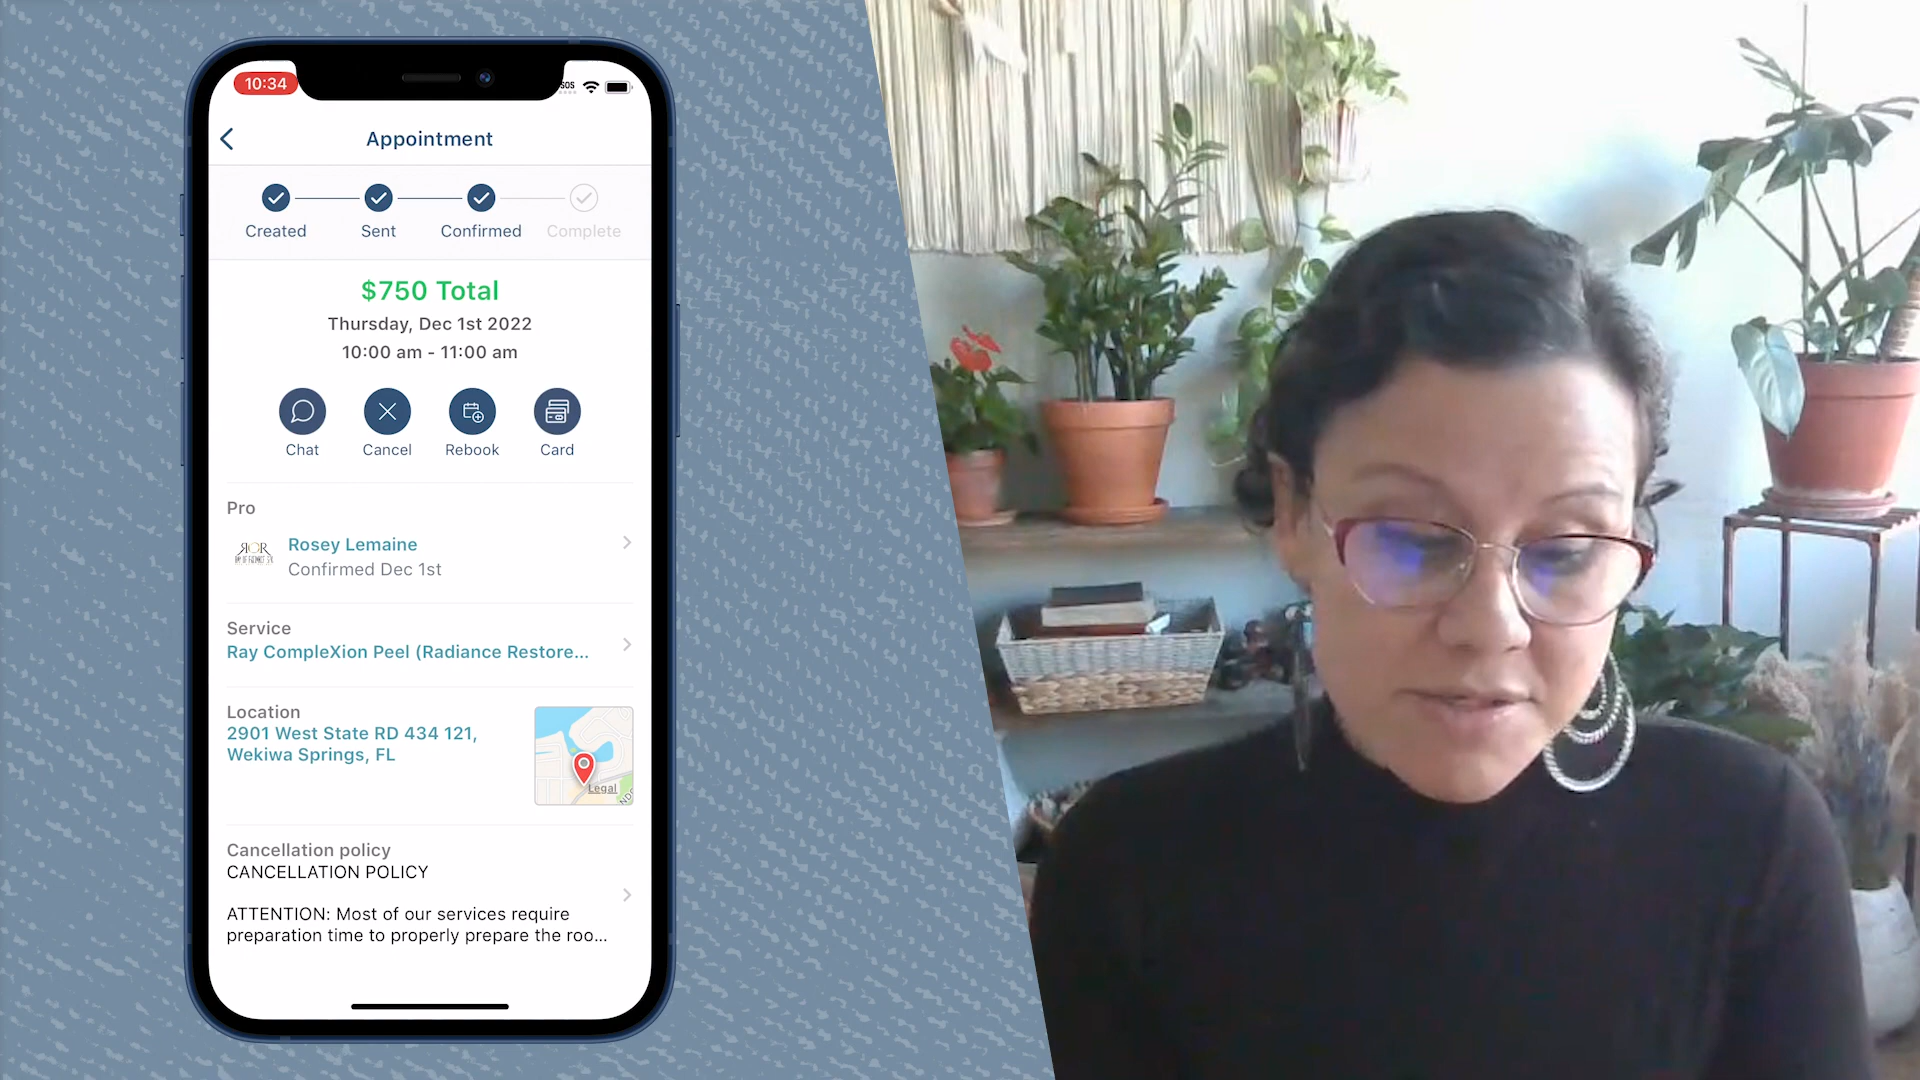 10:34
SOS
Appointment
Created Sent Confirmed Complete
$750 Total
Thursday, Dec 1st 2022
10:00 am - 11:00 am
Chat Cancel Rebook Card
Pro
ROR
Rosey Lemaine
Confirmed Dec 1st
Service
Ray CompleXion Peel (Radiance Restore...
Location
2901 West State RD 434 121,
Wekiwa Springs, FL
Legal
Cancellation policy
CANCELLATION POLICY
ATTENTION: Most of our services require
preparation time to properly prepare the roo...